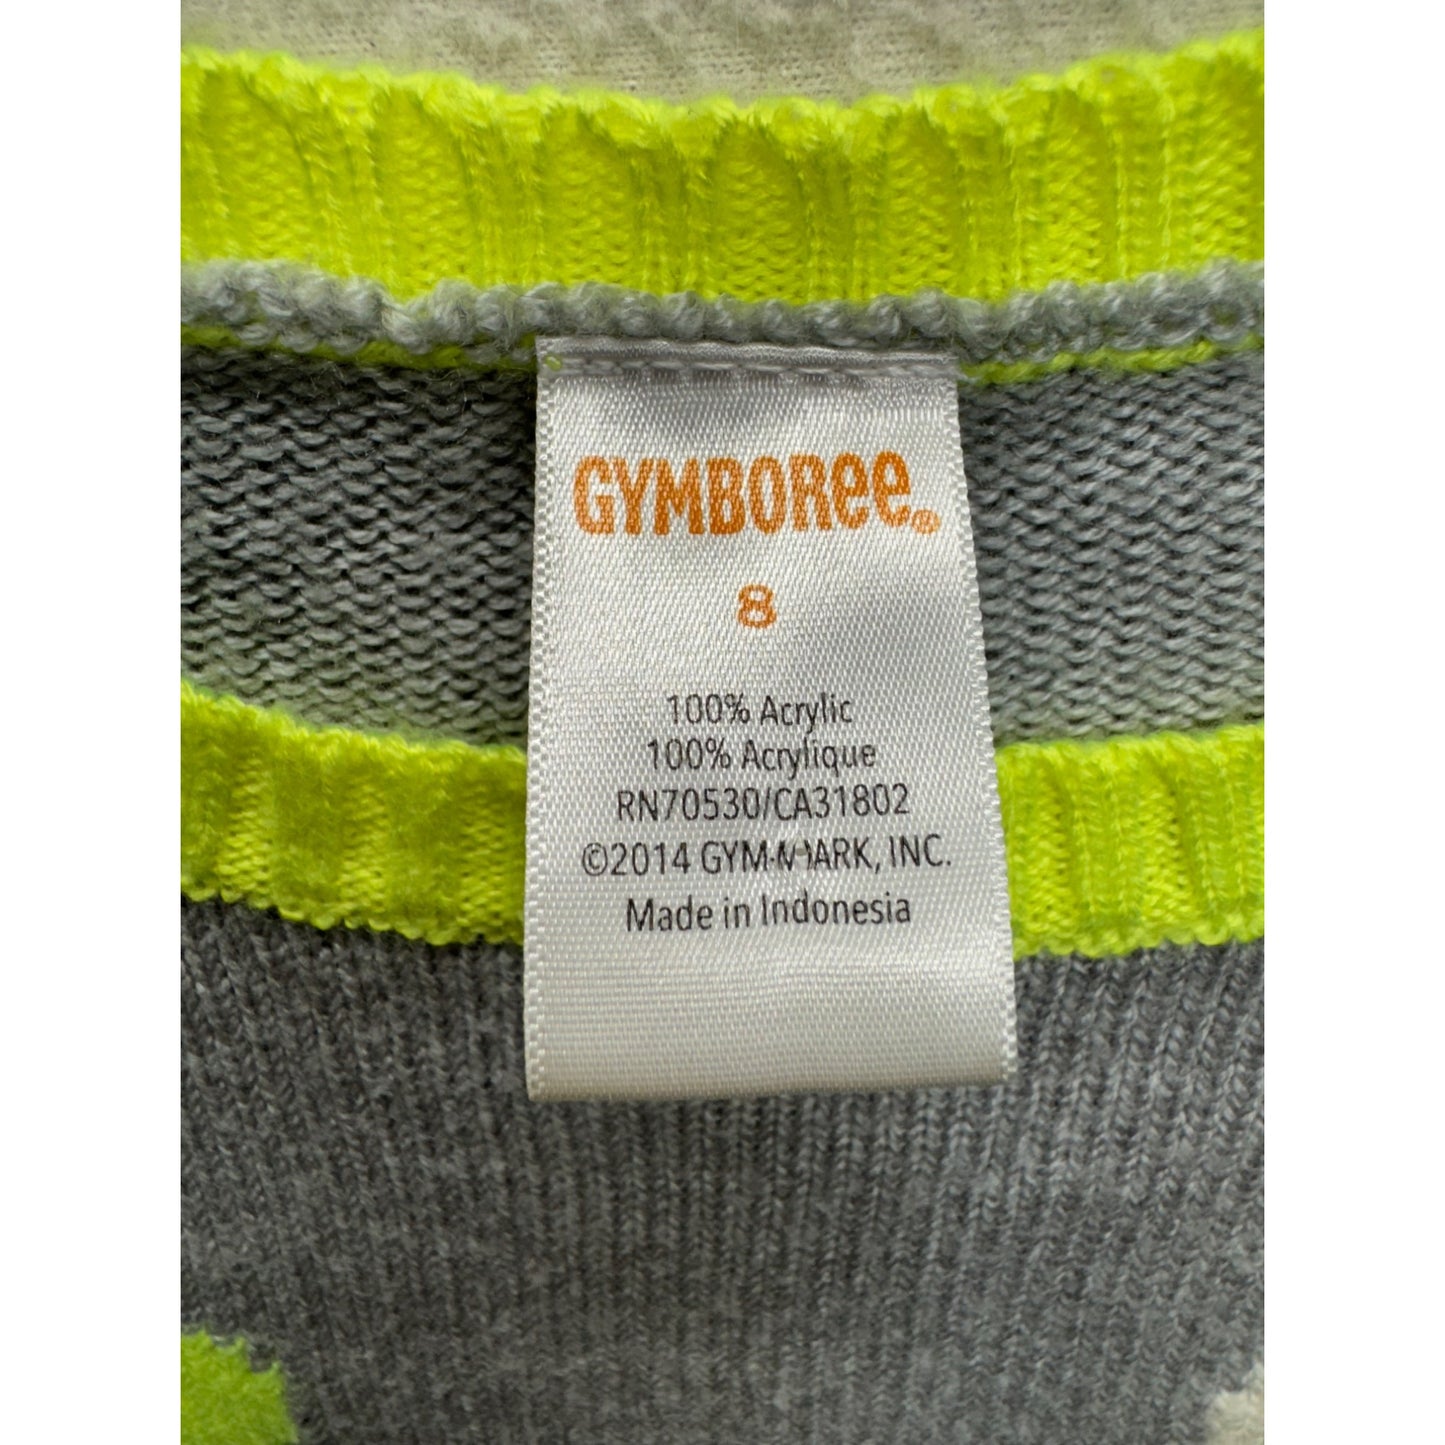 GYMBOREE®
8
100% Acrylic
100% Acrylique
RN70530/CA31802
©2014 GYM-MARK, INC.
Made in Indonesia